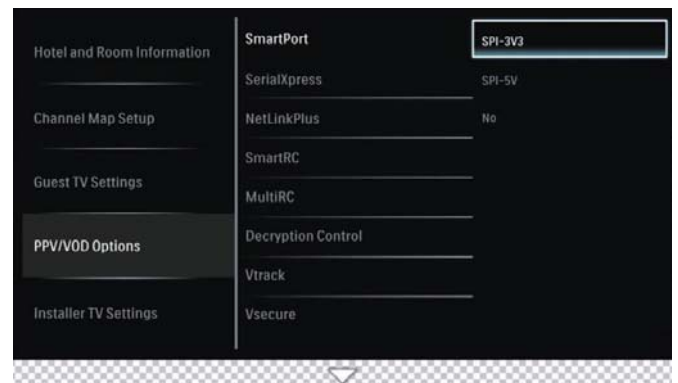 Hotel and Room Information
Channel Map Setup
Guest TV Settings
PPV/VOD Options
Installer TV Settings
SmartPort
SerialXpress
NetLinkPlus
SmartRC
MultiRC
Decryption Control
Vtrack
Vsecure
SPI-3V3
SPI-5V
No